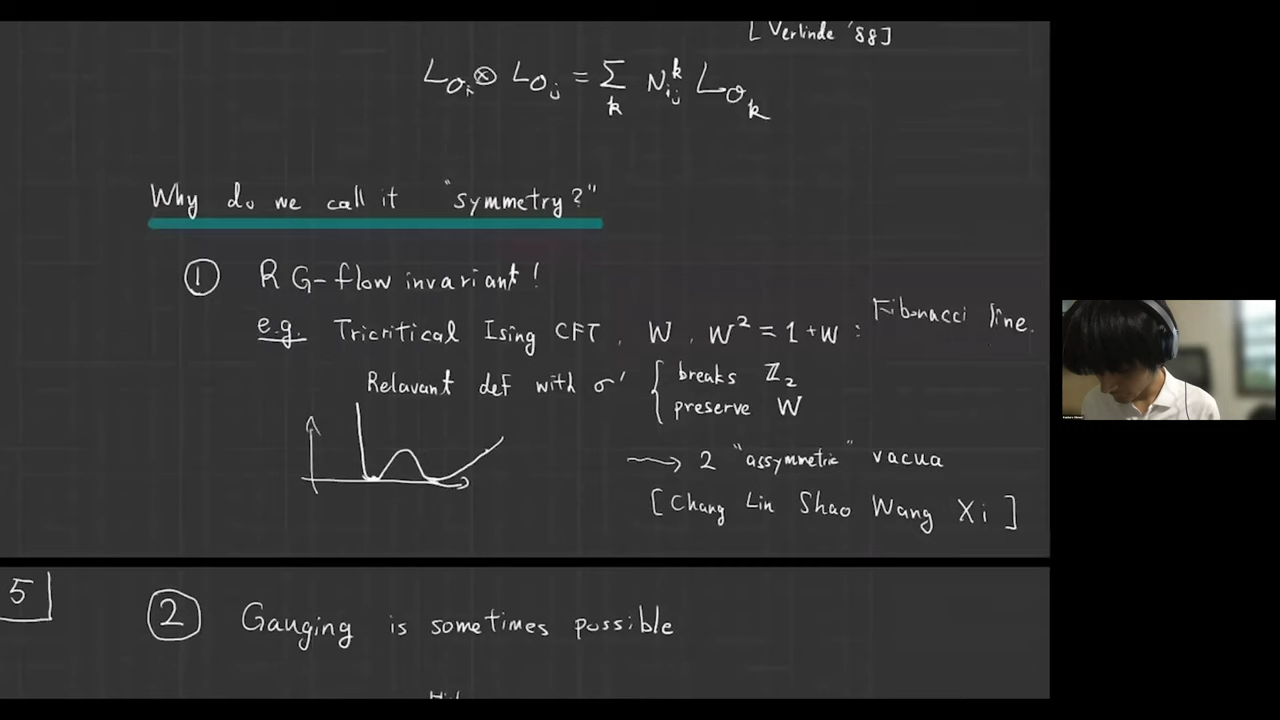 [Verlinde '88]
L_{O_i} ⊗ L_{O_j} = Σ_k N_{ij}^k L_{O_k}
Why do we call it "symmetry?"
① RG-flow invariant!
e.g. Tricritical Ising CFT, W, W² = 1+W : Fibonacci line.
Relavant def with σ' { breaks ℤ₂
preserve W
⟶ 2 "assymmetric" vacua
[Chang Lin Shao Wang Xi]
5
② Gauging is sometimes possible